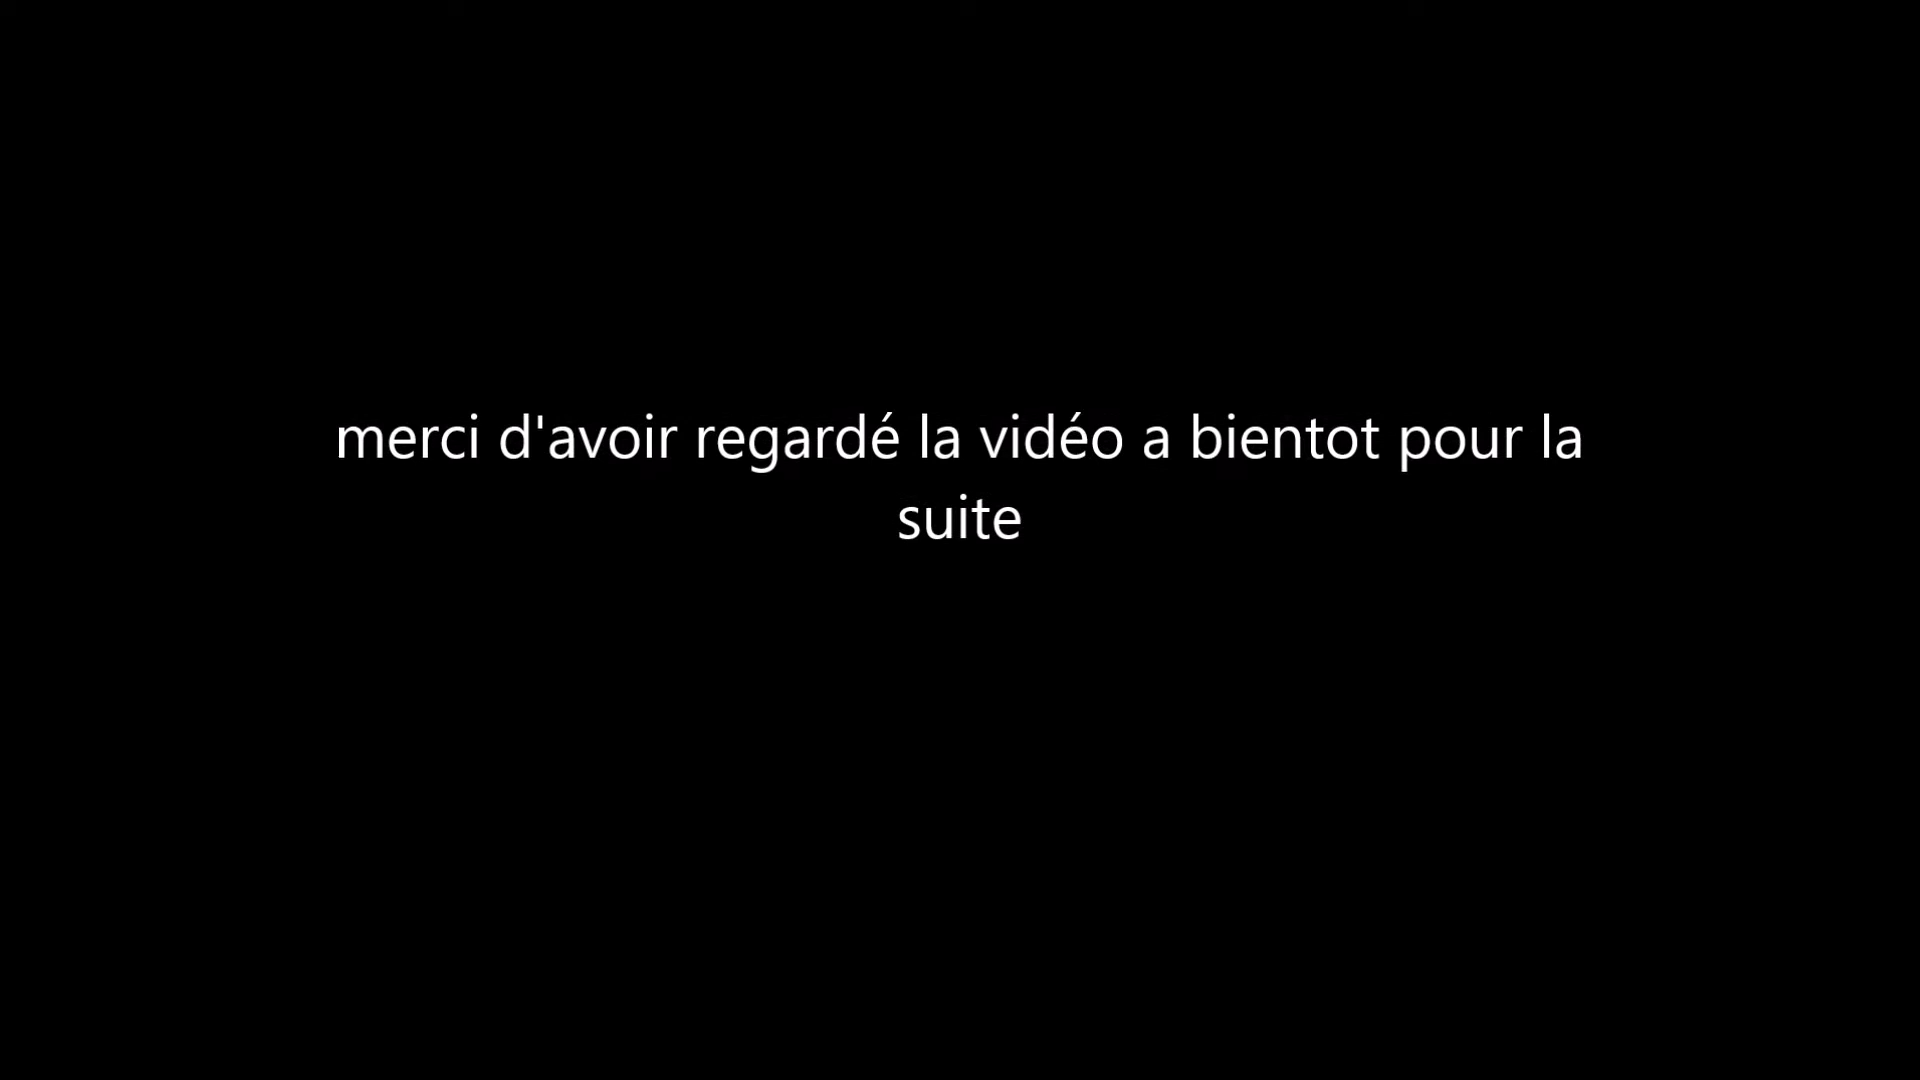 merci d'avoir regardé la vidéo a bientot pour la
suite